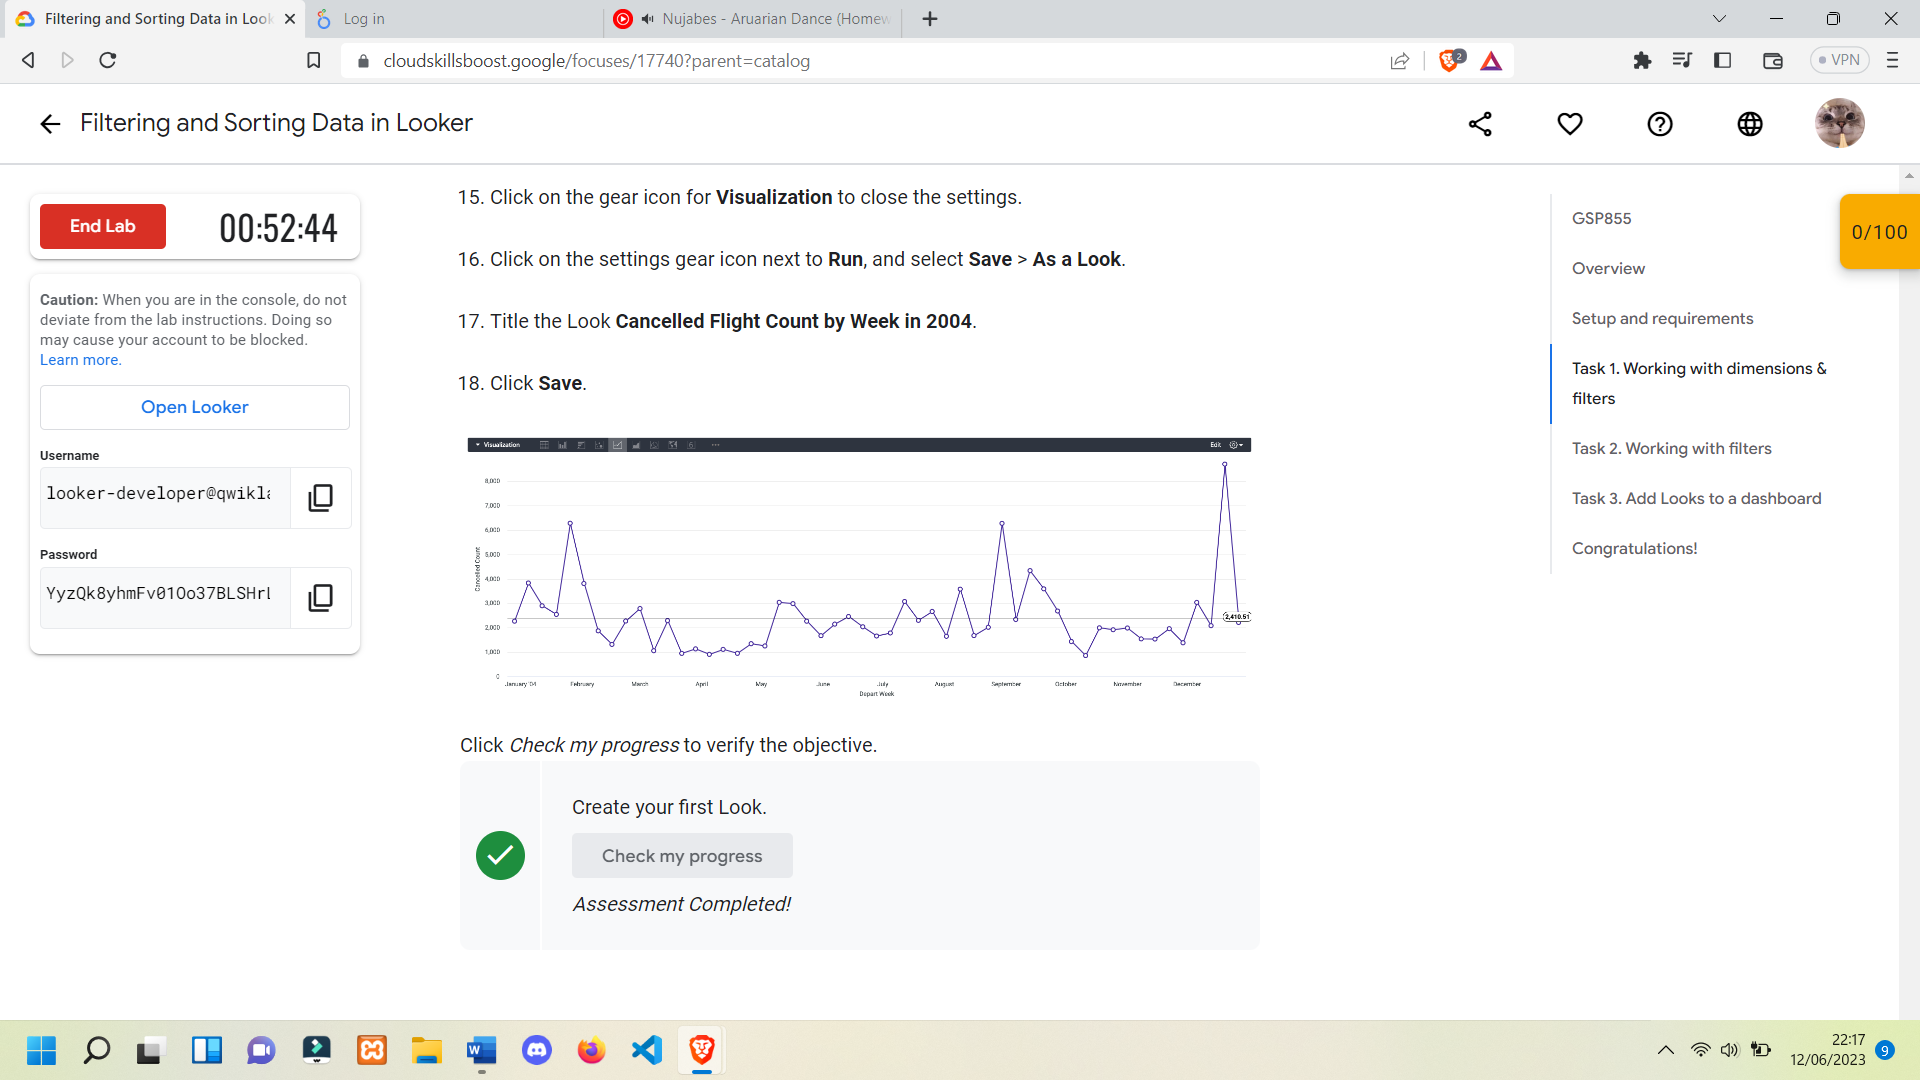 Filtering and Sorting Data in Look
Log in
Nujabes - Aruarian Dance (Homew
cloudskillsboost.google/focuses/17740?parent=catalog
2
VPN
Filtering and Sorting Data in Looker
End Lab
00:52:44
Caution: When you are in the console, do not
deviate from the lab instructions. Doing so
may cause your account to be blocked.
Learn more.
Open Looker
Username
looker-developer@qwikla
Password
YyzQk8yhmFv01Oo37BLSHrL
15. Click on the gear icon for Visualization to close the settings.
16. Click on the settings gear icon next to Run, and select Save > As a Look.
17. Title the Look Cancelled Flight Count by Week in 2004.
18. Click Save.
Visualization
Edit
8,000
7,000
6,000
5,000
4,000
3,000
2,000
1,000
0
Cancelled Count
2,410.51
January '04
February
March
April
May
June
July
August
September
October
November
December
Depart Week
Click Check my progress to verify the objective.
Create your first Look.
Check my progress
Assessment Completed!
GSP855
Overview
Setup and requirements
Task 1. Working with dimensions &
filters
Task 2. Working with filters
Task 3. Add Looks to a dashboard
Congratulations!
0/100
22:17
12/06/2023
9